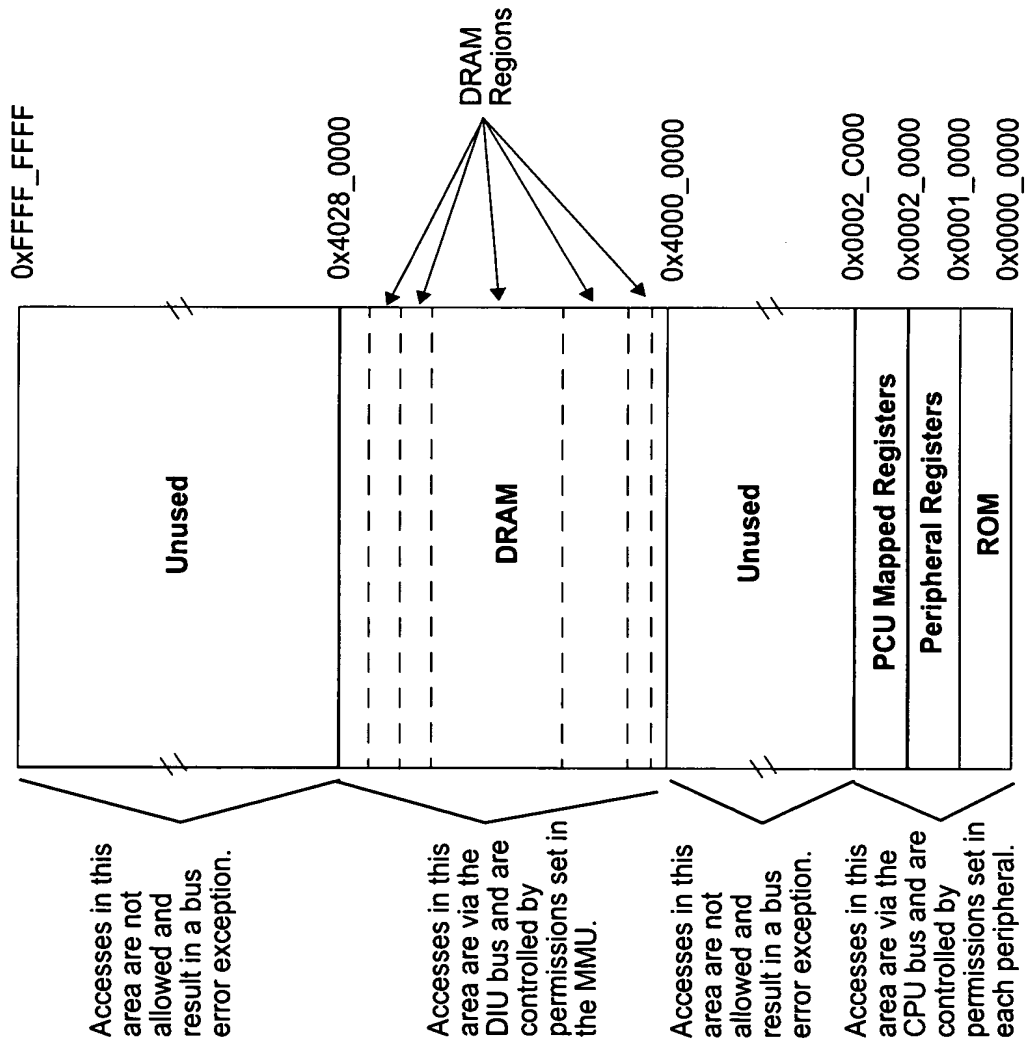 Accesses in this
area are not
allowed and
result in a bus
error exception.
Accesses in this
area are via the
DIU bus and are
controlled by
permissions set in
the MMU.
Accesses in this
area are not
allowed and
result in a bus
error exception.
Accesses in this
area are via the
CPU bus and are
controlled by
permissions set in
each peripheral.
Unused
DRAM
Unused
PCU Mapped Registers
Peripheral Registers
ROM
0xFFFF_FFFF
0x4028_0000
0x4000_0000
0x0002_C000
0x0002_0000
0x0001_0000
0x0000_0000
DRAM
Regions